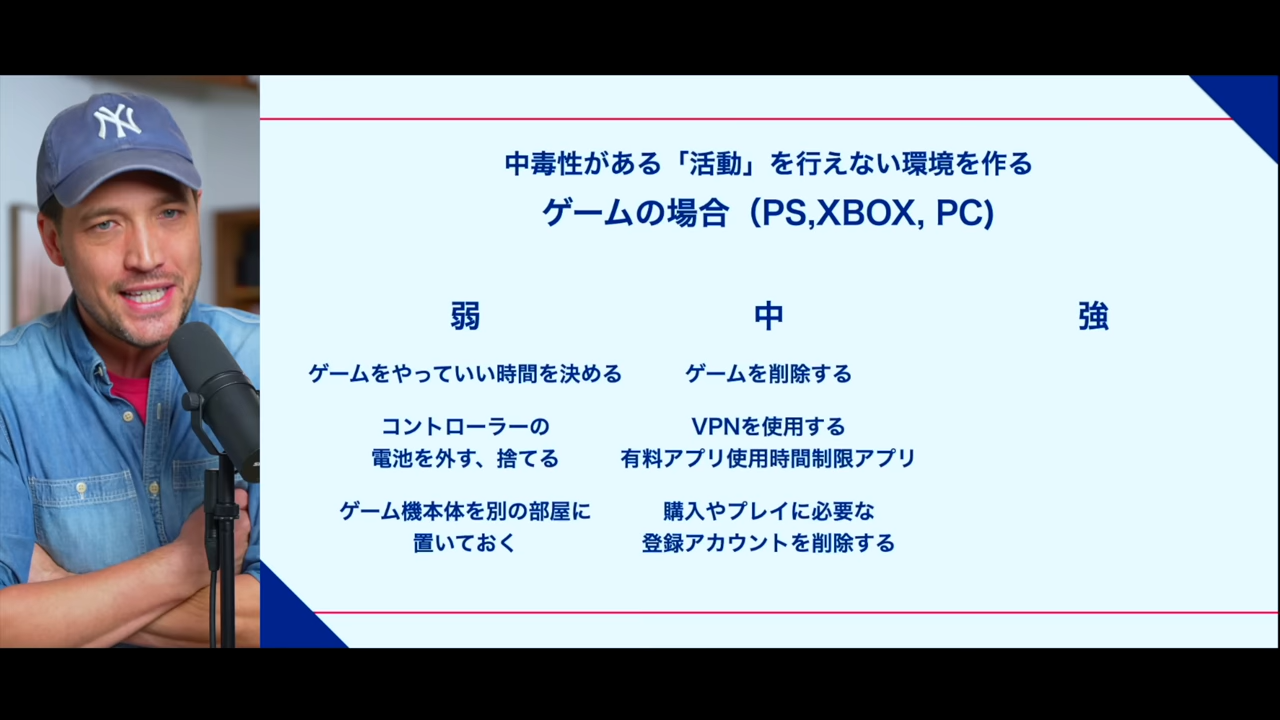 中毒性がある「活動」を行えない環境を作る
ゲームの場合（PS,XBOX, PC)
弱
中
強
ゲームをやっていい時間を決める
コントローラーの
電池を外す、捨てる
ゲーム機本体を別の部屋に
置いておく
ゲームを削除する
VPNを使用する
有料アプリ使用時間制限アプリ
購入やプレイに必要な
登録アカウントを削除する
NY